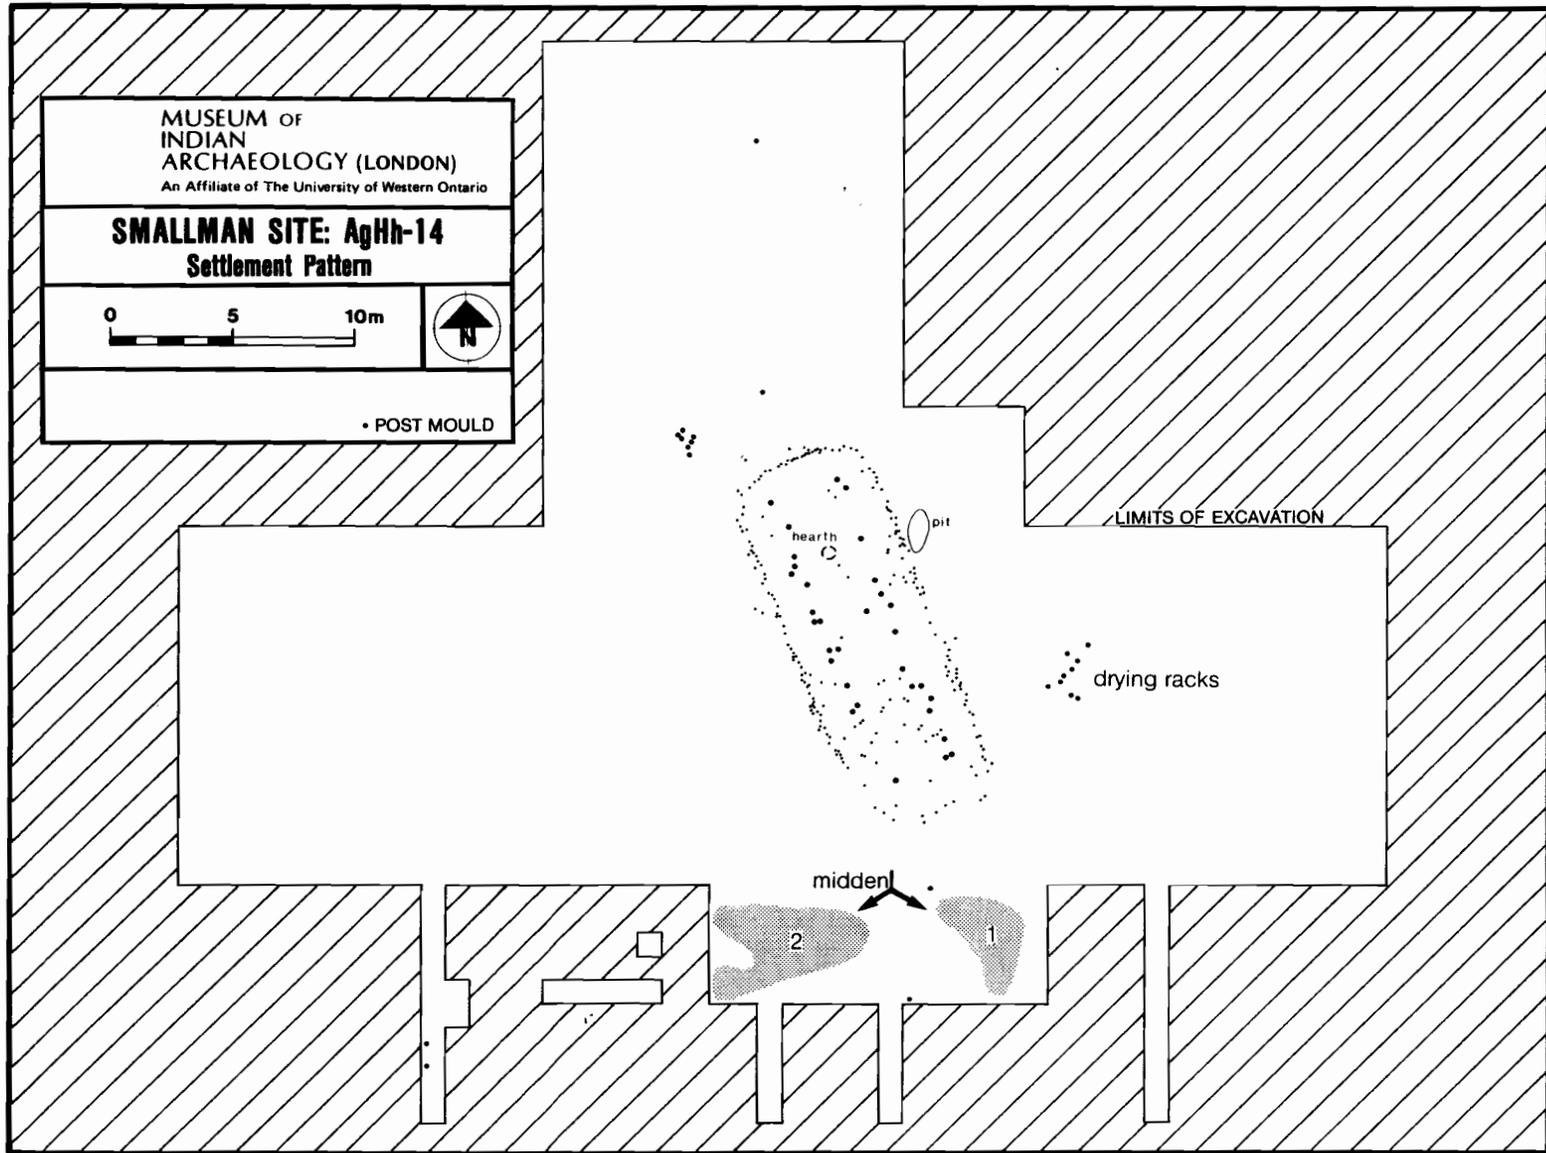 MUSEUM OF
INDIAN
ARCHAEOLOGY (LONDON)
An Affiliate of The University of Western Ontario
SMALLMAN SITE: AgHh-14
Settlement Pattern
0 5 10m
N
• POST MOULD
pit
LIMITS OF EXCAVATION
hearth
drying racks
midden
2 1